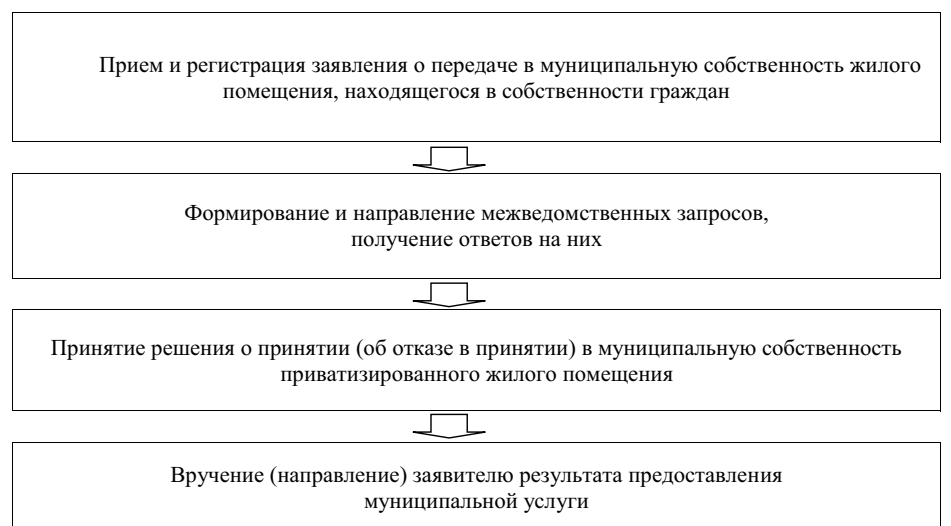 Прием и регистрация заявления о передаче в муниципальную собственность жилого
помещения, находящегося в собственности граждан
Формирование и направление межведомственных запросов,
получение ответов на них
Принятие решения о принятии (об отказе в принятии) в муниципальную собственность
приватизированного жилого помещения
Вручение (направление) заявителю результата предоставления
муниципальной услуги